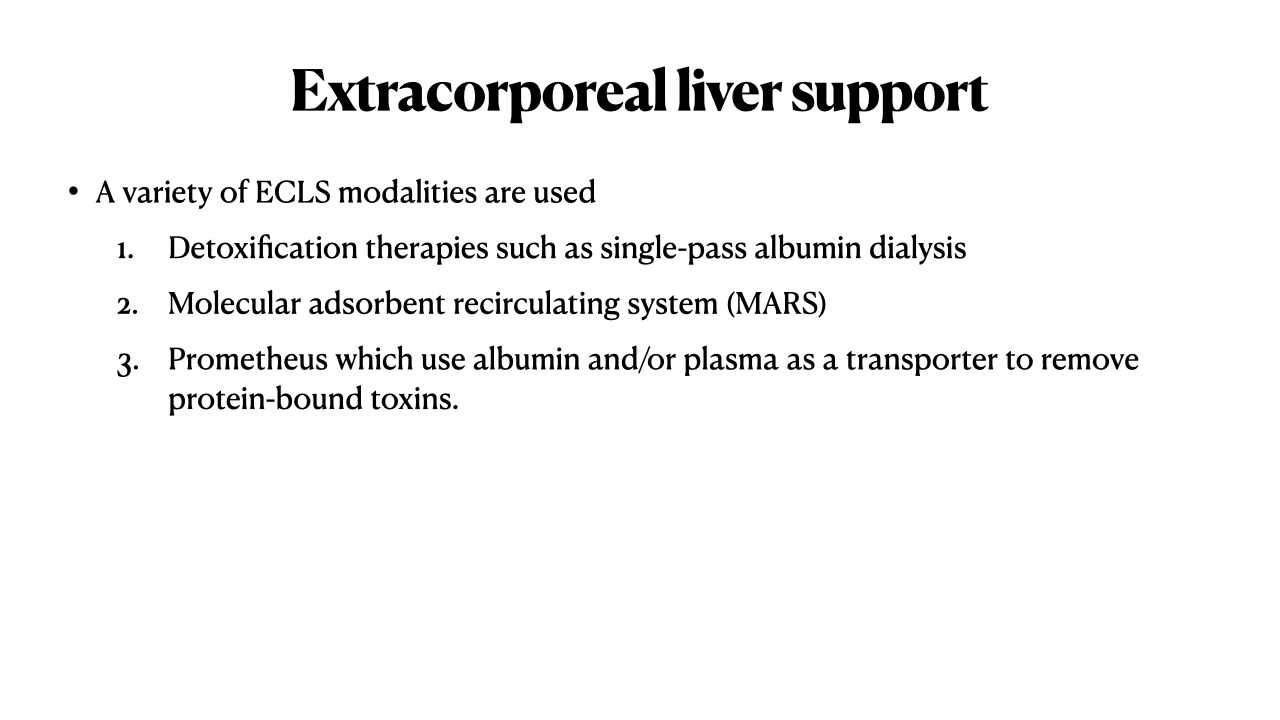 Extracorporeal liver support
• A variety of ECLS modalities are used
1. Detoxification therapies such as single-pass albumin dialysis
2. Molecular adsorbent recirculating system (MARS)
3. Prometheus which use albumin and/or plasma as a transporter to remove
protein-bound toxins.